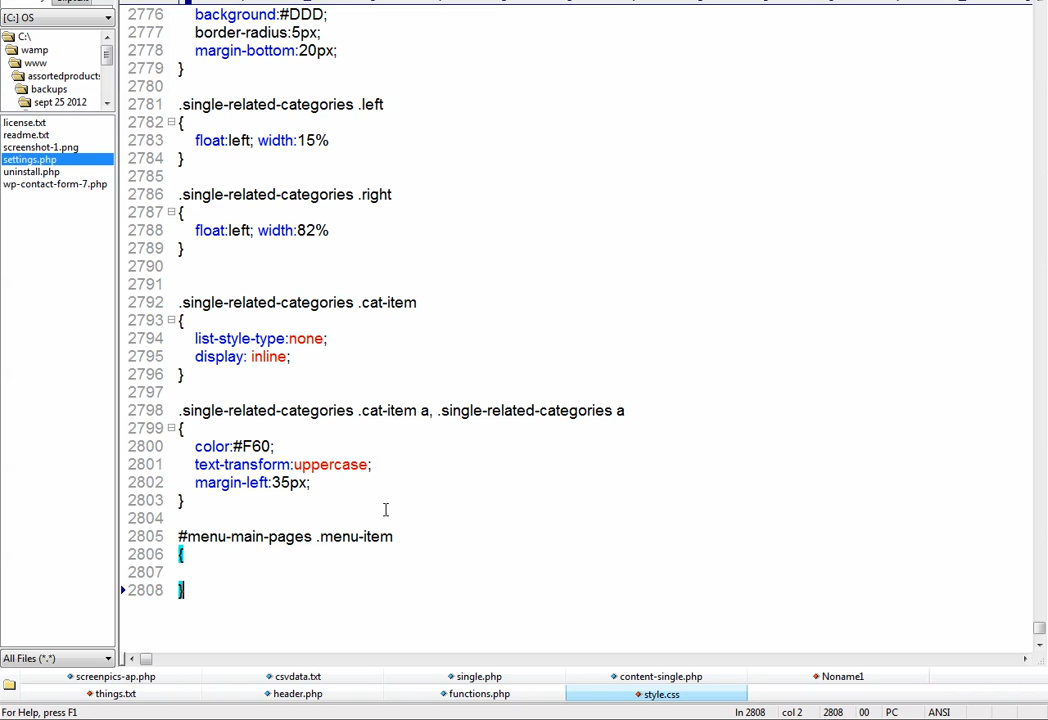 [C:] OS
C:\
wamp
www
assortedproducts
backups
sept 25 2012
license.txt
readme.txt
screenshot-1.png
settings.php
uninstall.php
wp-contact-form-7.php
All Files (*.*)
2776 background:#DDD;
2777 border-radius:5px;
2778 margin-bottom:20px;
2779 }
2780
2781 .single-related-categories .left
2782 {
2783 float:left; width:15%
2784 }
2785
2786 .single-related-categories .right
2787 {
2788 float:left; width:82%
2789 }
2790
2791
2792 .single-related-categories .cat-item
2793 {
2794 list-style-type:none;
2795 display: inline;
2796 }
2797
2798 .single-related-categories .cat-item a, .single-related-categories a
2799 {
2800 color:#F60;
2801 text-transform:uppercase;
2802 margin-left:35px;
2803 }
2804
2805 #menu-main-pages .menu-item
2806 {
2807
2808 }
screenpics-ap.php csvdata.txt single.php content-single.php Noname1
things.txt header.php functions.php style.css
For Help, press F1 ln 2808 col 2 2808 00 PC ANSI